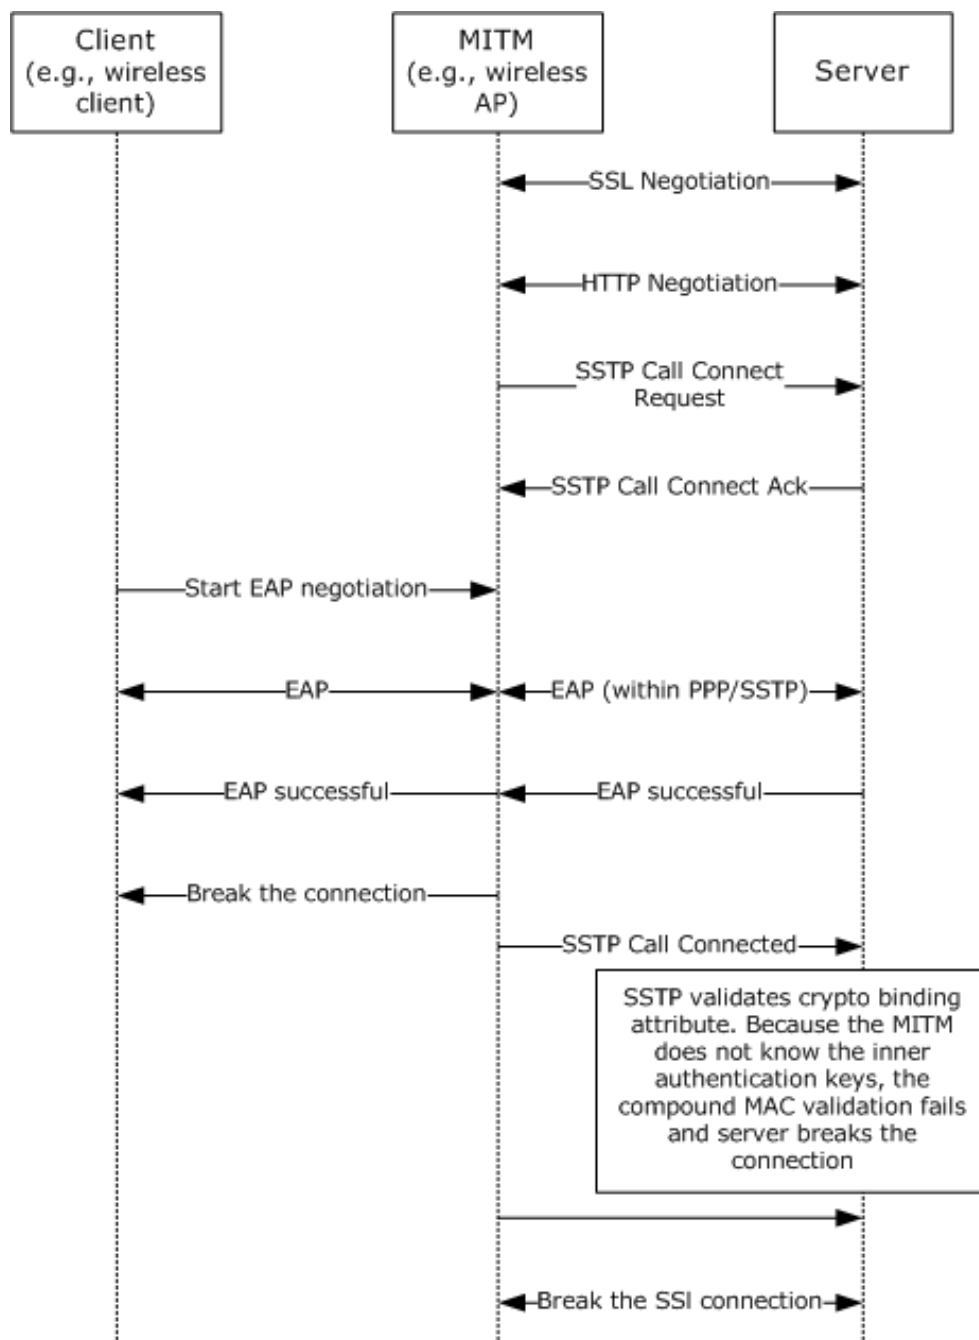 Client
(e.g., wireless
client)
MITM
(e.g., wireless
AP)
Server
SSL Negotiation
HTTP Negotiation
SSTP Call Connect
Request
SSTP Call Connect Ack
Start EAP negotiation
EAP
EAP (within PPP/SSTP)
EAP successful
EAP successful
Break the connection
SSTP Call Connected
SSTP validates crypto binding
attribute. Because the MITM
does not know the inner
authentication keys, the
compound MAC validation fails
and server breaks the
connection
Break the SSl connection